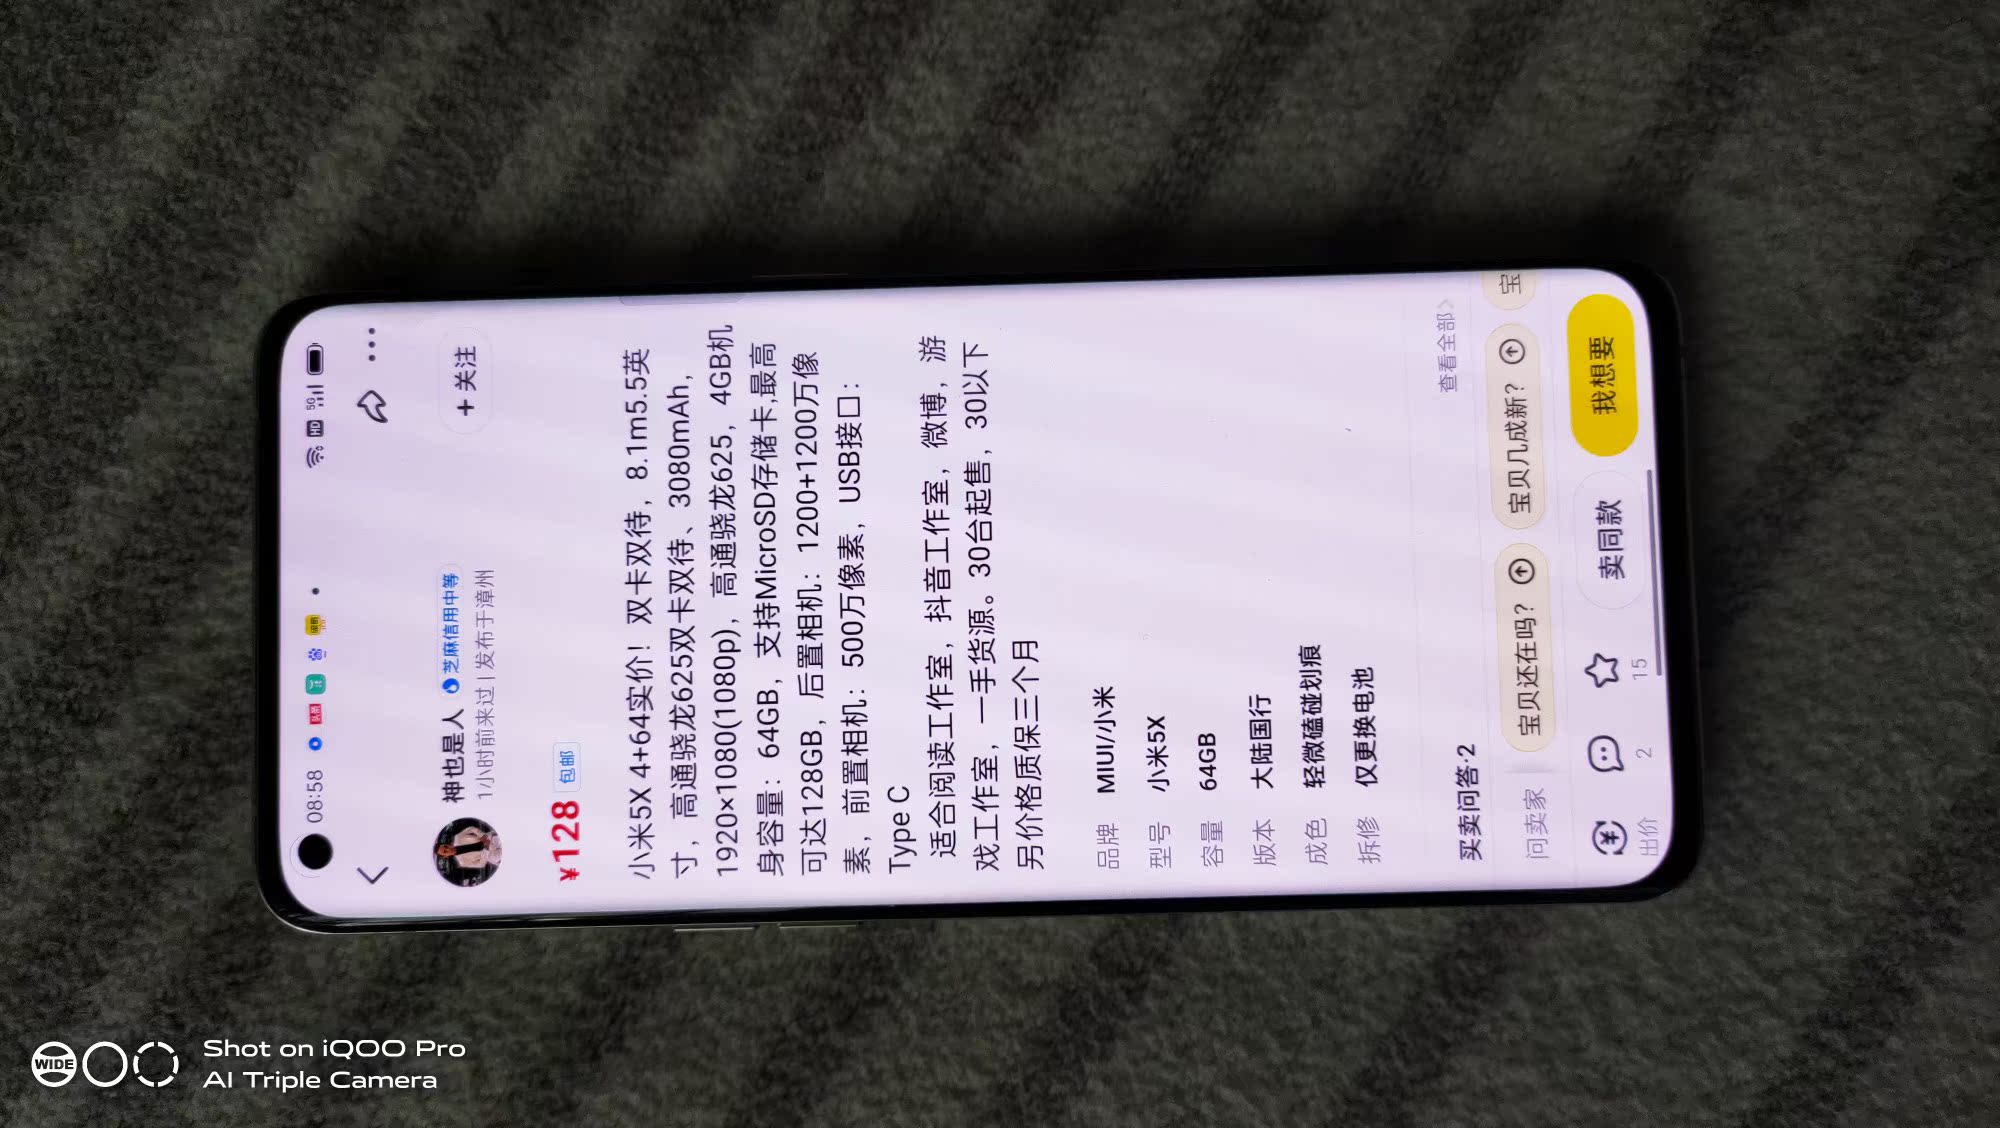 08:58
HD 5G
神也是人 芝麻信用中等
1小时前来过 | 发布于漳州
+ 关注
¥128 包邮
小米5X 4+64实价！双卡双待，8.1m5.5英
寸，高通骁龙625双卡双待、3080mAh，
1920×1080(1080p)，高通骁龙625，4GB机
身容量：64GB，支持MicroSD存储卡,最高
可达128GB，后置相机：1200+1200万像
素，前置相机：500万像素，USB接口：
Type C
适合阅读工作室，抖音工作室，微博，游
戏工作室，一手货源。30台起售，30以下
另价格质保三个月
品牌 MIUI/小米
型号 小米5X
容量 64GB
版本 大陆国行
成色 轻微磕碰划痕
拆修 仅更换电池
买卖问答·2 查看全部
问卖家 宝贝还在吗？ 宝贝几成新？ 宝
出价 2 15 卖同款 我想要
WIDE
Shot on iQOO Pro
AI Triple Camera